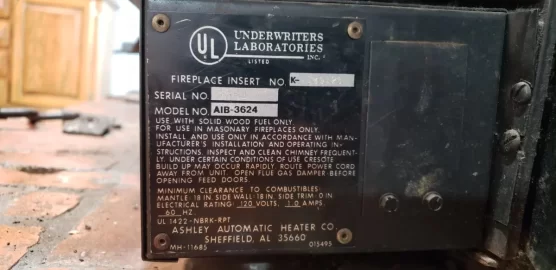 UL
UNDERWRITERS
LABORATORIES
INC.
LISTED
FIREPLACE INSERT NO. K-
SERIAL NO.
MODEL NO. AIB-3624
USE WITH SOLID WOOD FUEL ONLY.
FOR USE IN MASONARY FIREPLACES ONLY.
INSTALL AND USE ONLY IN ACCORDANCE WITH MAN-
UFACTURER'S INSTALLATION AND OPERATING IN-
STRUCTIONS. INSPECT AND CLEAN CHIMNEY FREQUENT-
LY. UNDER CERTAIN CONDITIONS OF USE CRESOTE
BUILD UP MAY OCCUR RAPIDLY. ROUTE POWER CORD
AWAY FROM UNIT. OPEN FLUE GAS DAMPER BEFORE
OPENING FEED DOORS.
MINIMUM CLEARANCE TO COMBUSTIBLES:
MANTLE-18 IN. SIDE WALL-18 IN. SIDE TRIM-0 IN.
ELECTRICAL RATING: 120 VOLTS, 1.0 AMPS,
60 HZ
UL 1422-NBRK-RPT
ASHLEY AUTOMATIC HEATER CO.
SHEFFIELD, AL 35660
MH-11685 015495